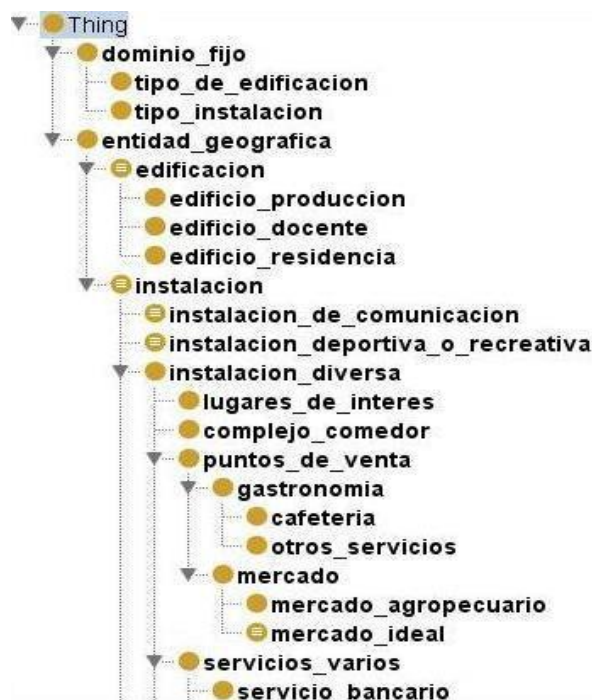 Thing
dominio_fijo
tipo_de_edificacion
tipo_instalacion
entidad_geografica
edificacion
edificio_produccion
edificio_docente
edificio_residencia
instalacion
instalacion_de_comunicacion
instalacion_deportiva_o_recreativa
instalacion_diversa
lugares_de_interes
complejo_comedor
puntos_de_venta
gastronomia
cafeteria
otros_servicios
mercado
mercado_agropecuario
mercado_ideal
servicios_varios
servicio_bancario